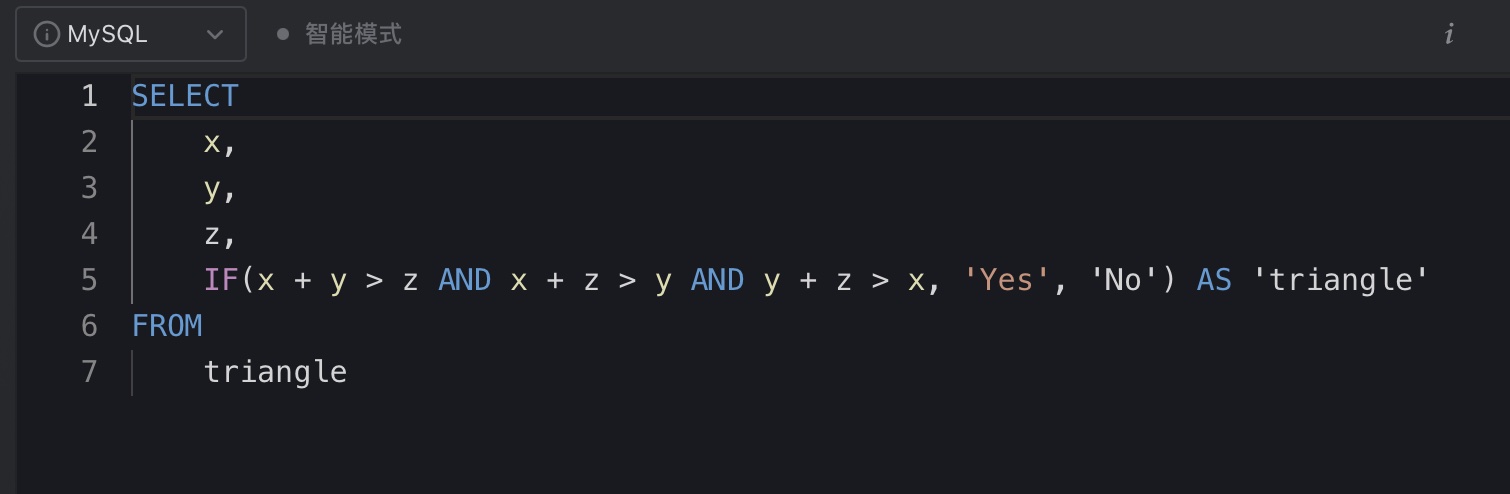 MySQL 智能模式 i
1 SELECT
2 x,
3 y,
4 z,
5 IF(x + y > z AND x + z > y AND y + z > x, 'Yes', 'No') AS 'triangle'
6 FROM
7 triangle